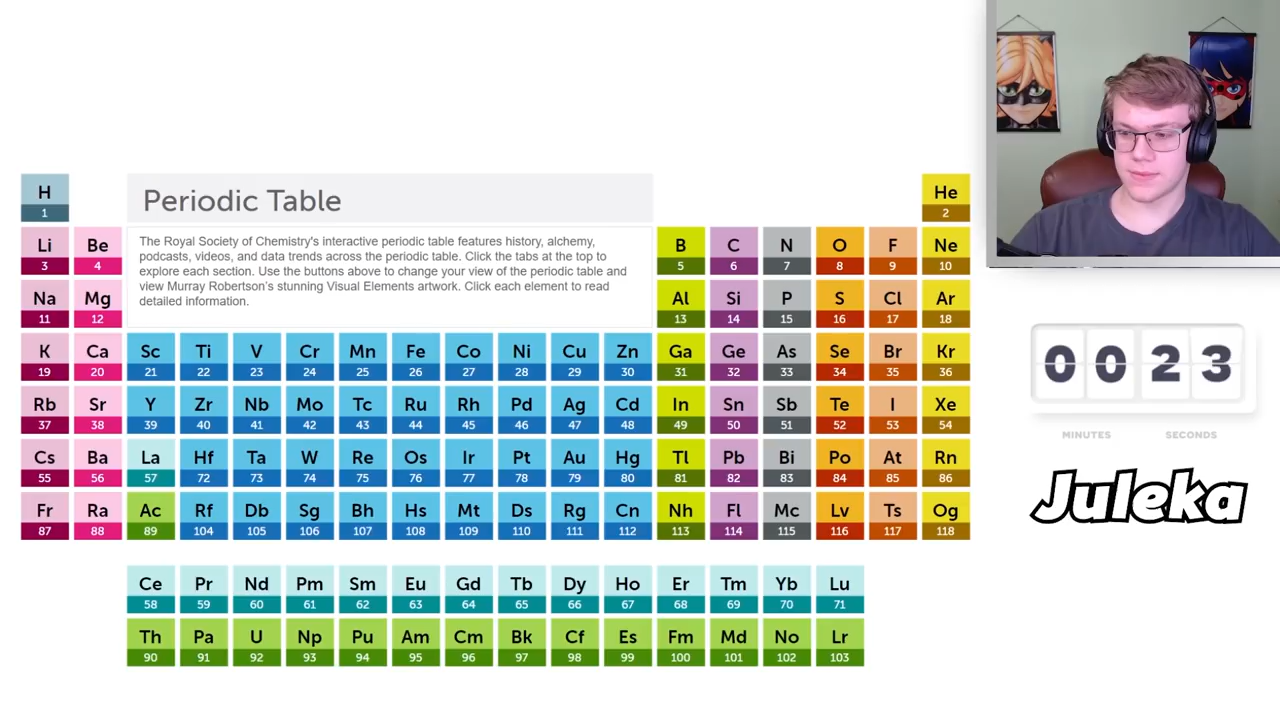 H He
1 2
Periodic Table
Li Be B C N O F Ne
3 4 5 6 7 8 9 10
The Royal Society of Chemistry's interactive periodic table features history, alchemy,
podcasts, videos, and data trends across the periodic table. Click the tabs at the top to
explore each section. Use the buttons above to change your view of the periodic table and
view Murray Robertson's stunning Visual Elements artwork. Click each element to read
detailed information.
Na Mg Al Si P S Cl Ar
11 12 13 14 15 16 17 18
K Ca Sc Ti V Cr Mn Fe Co Ni Cu Zn Ga Ge As Se Br Kr
19 20 21 22 23 24 25 26 27 28 29 30 31 32 33 34 35 36
Rb Sr Y Zr Nb Mo Tc Ru Rh Pd Ag Cd In Sn Sb Te I Xe
37 38 39 40 41 42 43 44 45 46 47 48 49 50 51 52 53 54
Cs Ba La Hf Ta W Re Os Ir Pt Au Hg Tl Pb Bi Po At Rn
55 56 57 72 73 74 75 76 77 78 79 80 81 82 83 84 85 86
Fr Ra Ac Rf Db Sg Bh Hs Mt Ds Rg Cn Nh Fl Mc Lv Ts Og
87 88 89 104 105 106 107 108 109 110 111 112 113 114 115 116 117 118
Ce Pr Nd Pm Sm Eu Gd Tb Dy Ho Er Tm Yb Lu
58 59 60 61 62 63 64 65 66 67 68 69 70 71
Th Pa U Np Pu Am Cm Bk Cf Es Fm Md No Lr
90 91 92 93 94 95 96 97 98 99 100 101 102 103
00 23
MINUTES SECONDS
Juleka